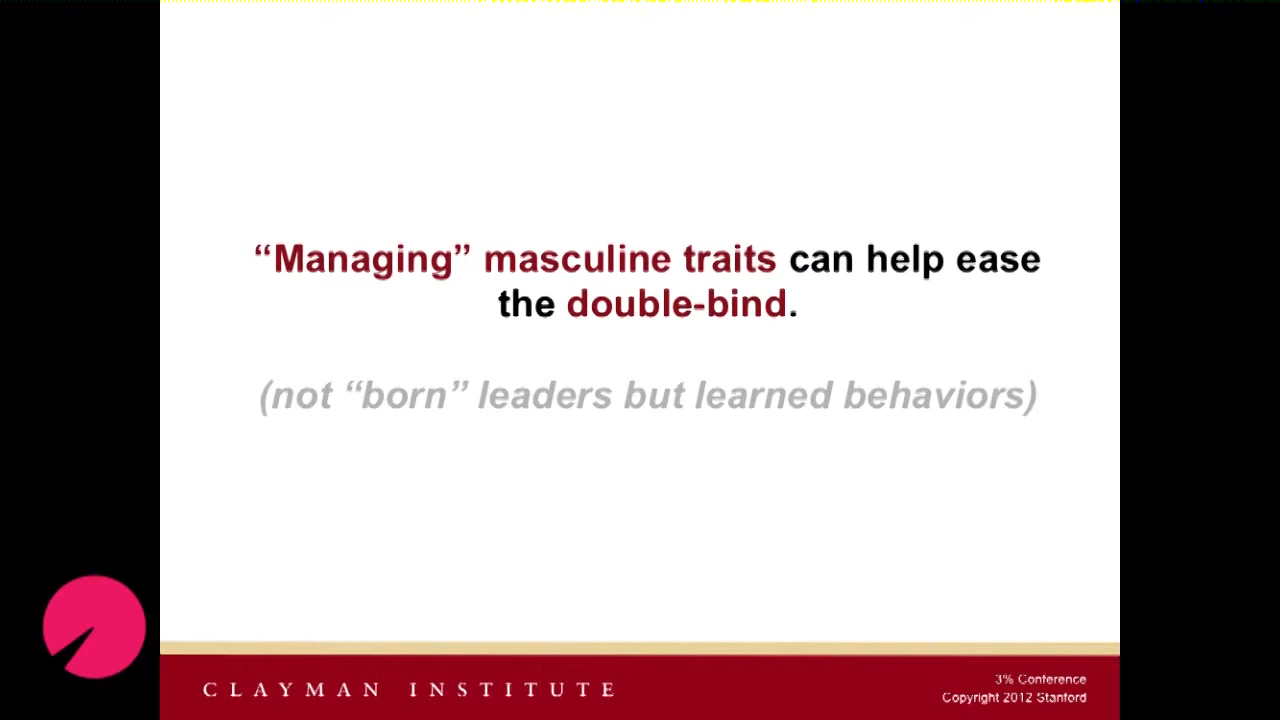 “Managing” masculine traits can help ease
the double-bind.
(not “born” leaders but learned behaviors)
CLAYMAN INSTITUTE
3% Conference
Copyright 2012 Stanford